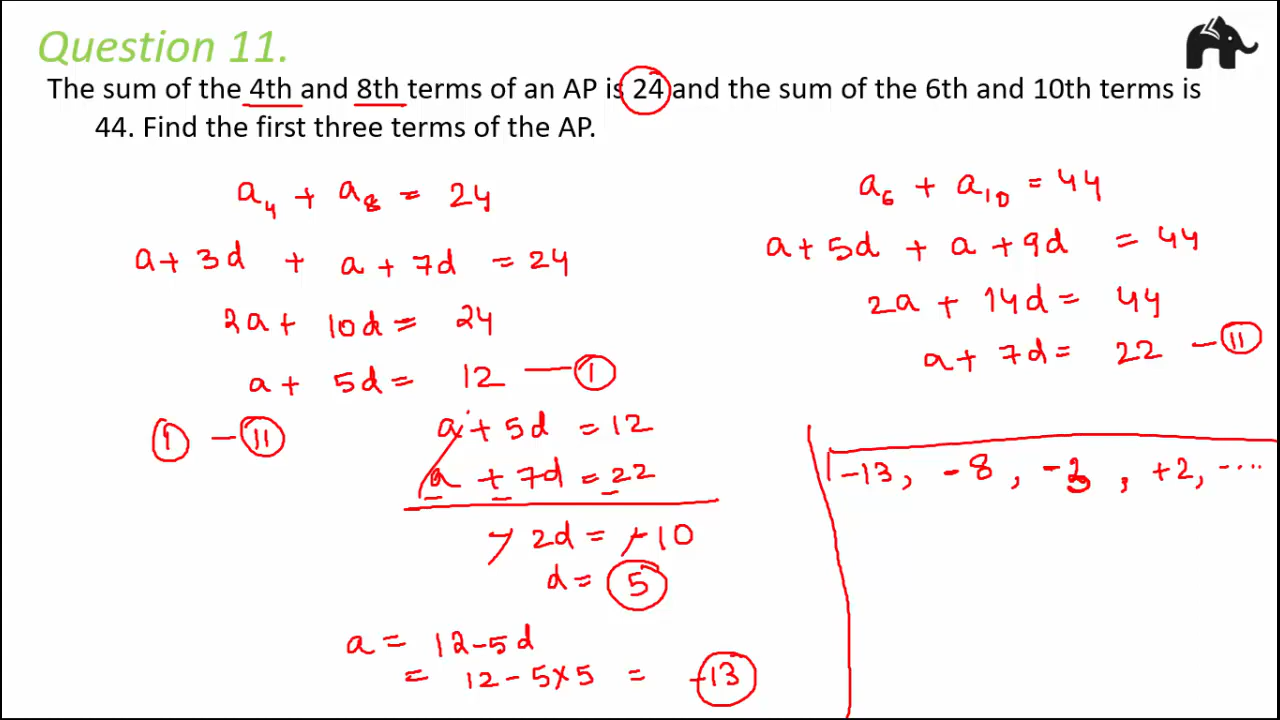 Question 11.
The sum of the 4th and 8th terms of an AP is 24 and the sum of the 6th and 10th terms is
44. Find the first three terms of the AP.
a₄ + a₈ = 24
a + 3d + a + 7d = 24
2a + 10d = 24
a + 5d = 12 — ①
① − ⑪
a + 5d = 12
a + 7d = 22
− − −
− 2d = −10
d = 5
a = 12 − 5d
= 12 − 5×5 = −13
a₆ + a₁₀ = 44
a + 5d + a + 9d = 44
2a + 14d = 44
a + 7d = 22 — ⑪
−13, −8, −3, +2, ....